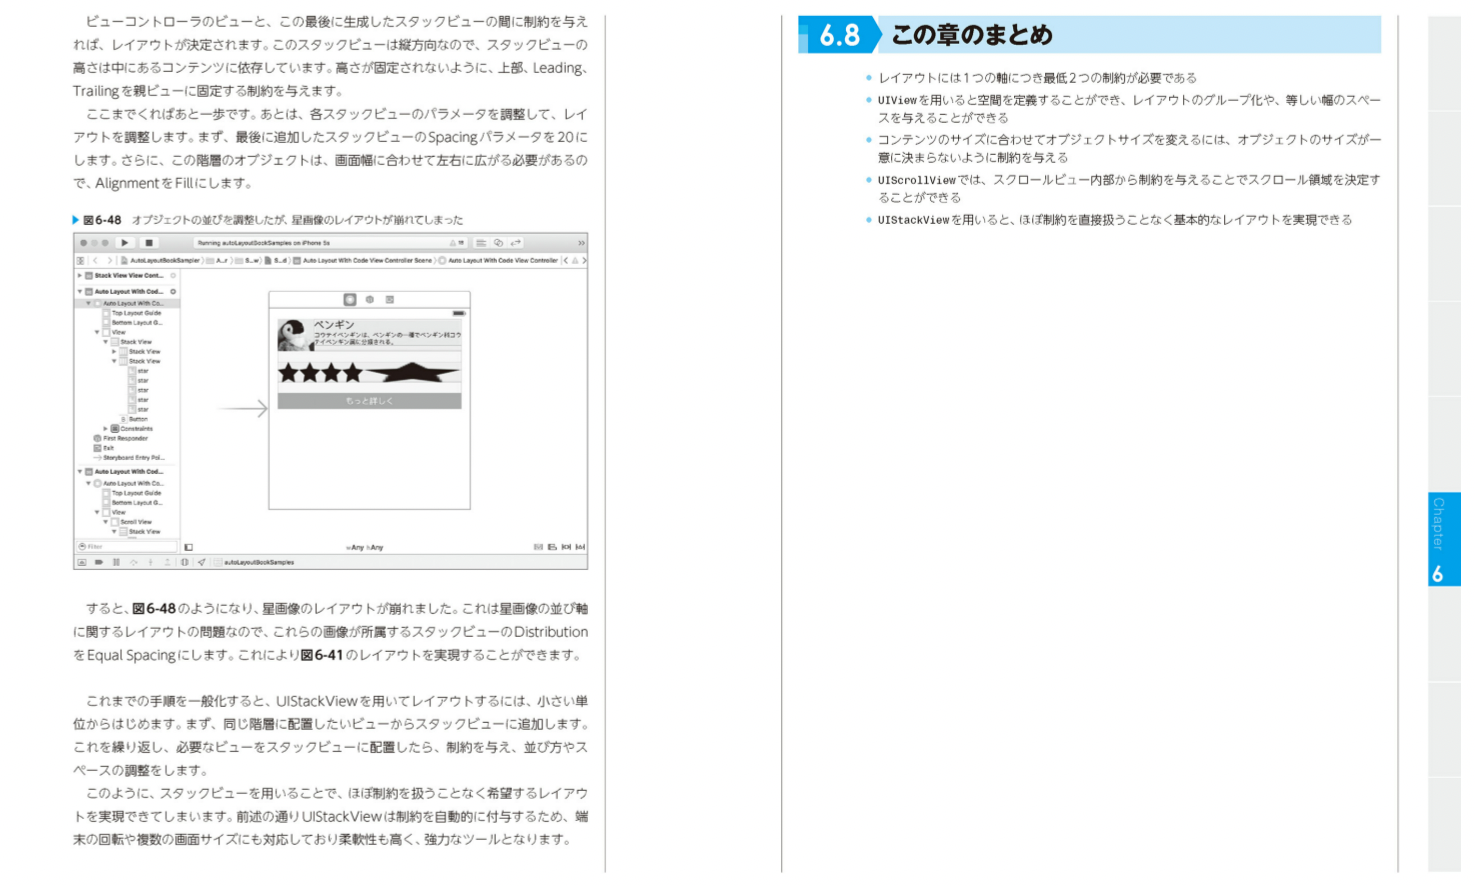 ビューコントローラのビューと、この最後に生成したスタックビューの間に制約を与え
れば、レイアウトが決定されます。このスタックビューは縦方向なので、スタックビューの
高さは中にあるコンテンツに依存しています。高さが固定されないように、上部、Leading、
Trailingを親ビューに固定する制約を与えます。
ここまでくればあと一歩です。あとは、各スタックビューのパラメータを調整して、レイ
アウトを調整します。まず、最後に追加したスタックビューのSpacingパラメータを20に
します。さらに、この階層のオブジェクトは、画面幅に合わせて左右に広がる必要があるの
で、AlignmentをFillにします。
図6-48 オブジェクトの並びを調整したが、星画像のレイアウトが崩れてしまった
Running autoLayoutBookSamples on iPhone 5s
AutoLayoutBookSampler
A...r
S...w
S...d
Auto Layout With Code View Controller Scene
Auto Layout With Code View Controller
Stack View View Cont...
Auto Layout With Cod...
Auto Layout With Co...
Top Layout Guide
Bottom Layout G...
View
Stack View
Stack View
Stack View
star
star
star
star
star
Button
Constraints
First Responder
Exit
Storyboard Entry Poi...
Auto Layout With Cod...
Auto Layout With Co...
Top Layout Guide
Bottom Layout G...
View
Scroll View
Stack View
ペンギン
コウテイペンギンは、ペンギンの一種でペンギン科コウ
テイペンギン属に分類される。
もっと詳しく
Filter
wAny hAny
autoLayoutBookSamples
すると、図6-48のようになり、星画像のレイアウトが崩れました。これは星画像の並び軸
に関するレイアウトの問題なので、これらの画像が所属するスタックビューのDistribution
をEqual Spacingにします。これにより図6-41のレイアウトを実現することができます。
これまでの手順を一般化すると、UIStackViewを用いてレイアウトするには、小さい単
位からはじめます。まず、同じ階層に配置したいビューからスタックビューに追加します。
これを繰り返し、必要なビューをスタックビューに配置したら、制約を与え、並び方やス
ペースの調整をします。
このように、スタックビューを用いることで、ほぼ制約を扱うことなく希望するレイアウ
トを実現できてしまいます。前述の通りUIStackViewは制約を自動的に付与するため、端
末の回転や複数の画面サイズにも対応しており柔軟性も高く、強力なツールとなります。
6.8 この章のまとめ
レイアウトには1つの軸につき最低2つの制約が必要である
UIViewを用いると空間を定義することができ、レイアウトのグループ化や、等しい幅のスペー
スを与えることができる
コンテンツのサイズに合わせてオブジェクトサイズを変えるには、オブジェクトのサイズが一
意に決まらないように制約を与える
UIScrollViewでは、スクロールビュー内部から制約を与えることでスクロール領域を決定す
ることができる
UIStackViewを用いると、ほぼ制約を直接扱うことなく基本的なレイアウトを実現できる
Chapter
6